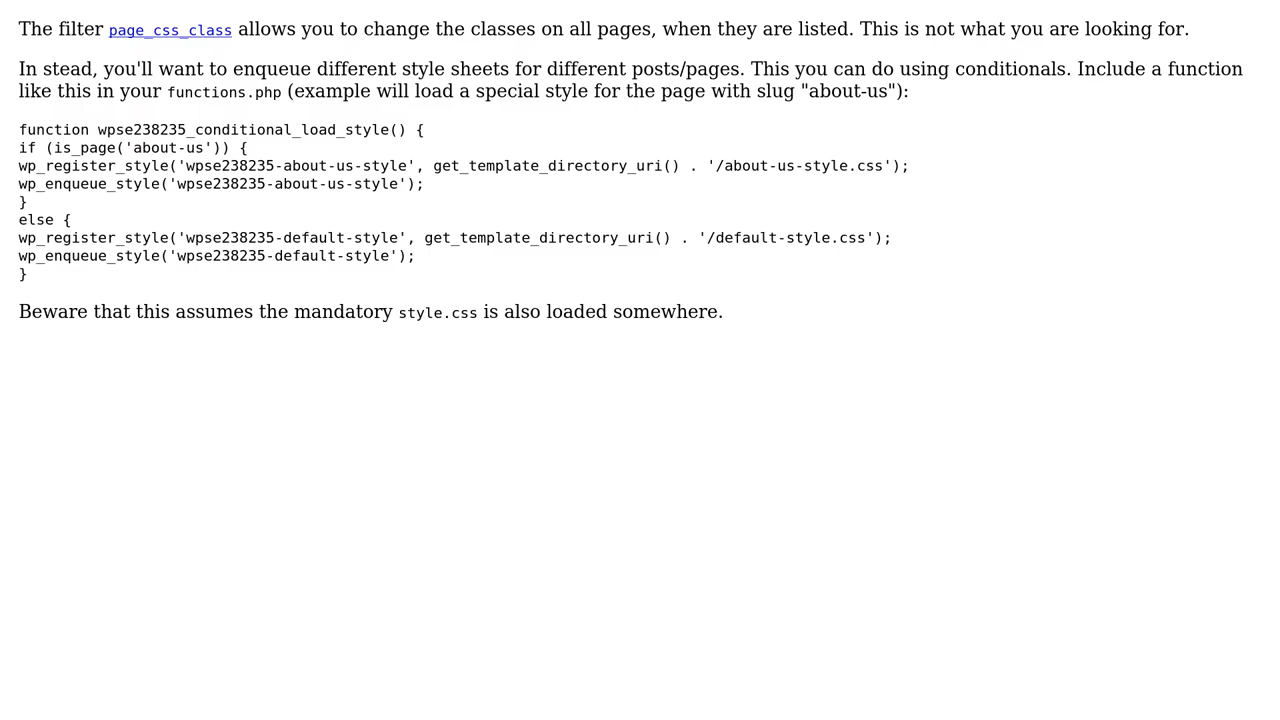 The filter page_css_class allows you to change the classes on all pages, when they are listed. This is not what you are looking for.
In stead, you'll want to enqueue different style sheets for different posts/pages. This you can do using conditionals. Include a function
like this in your functions.php (example will load a special style for the page with slug "about-us"):
function wpse238235_conditional_load_style() {
if (is_page('about-us')) {
wp_register_style('wpse238235-about-us-style', get_template_directory_uri() . '/about-us-style.css');
wp_enqueue_style('wpse238235-about-us-style');
}
else {
wp_register_style('wpse238235-default-style', get_template_directory_uri() . '/default-style.css');
wp_enqueue_style('wpse238235-default-style');
}
Beware that this assumes the mandatory style.css is also loaded somewhere.